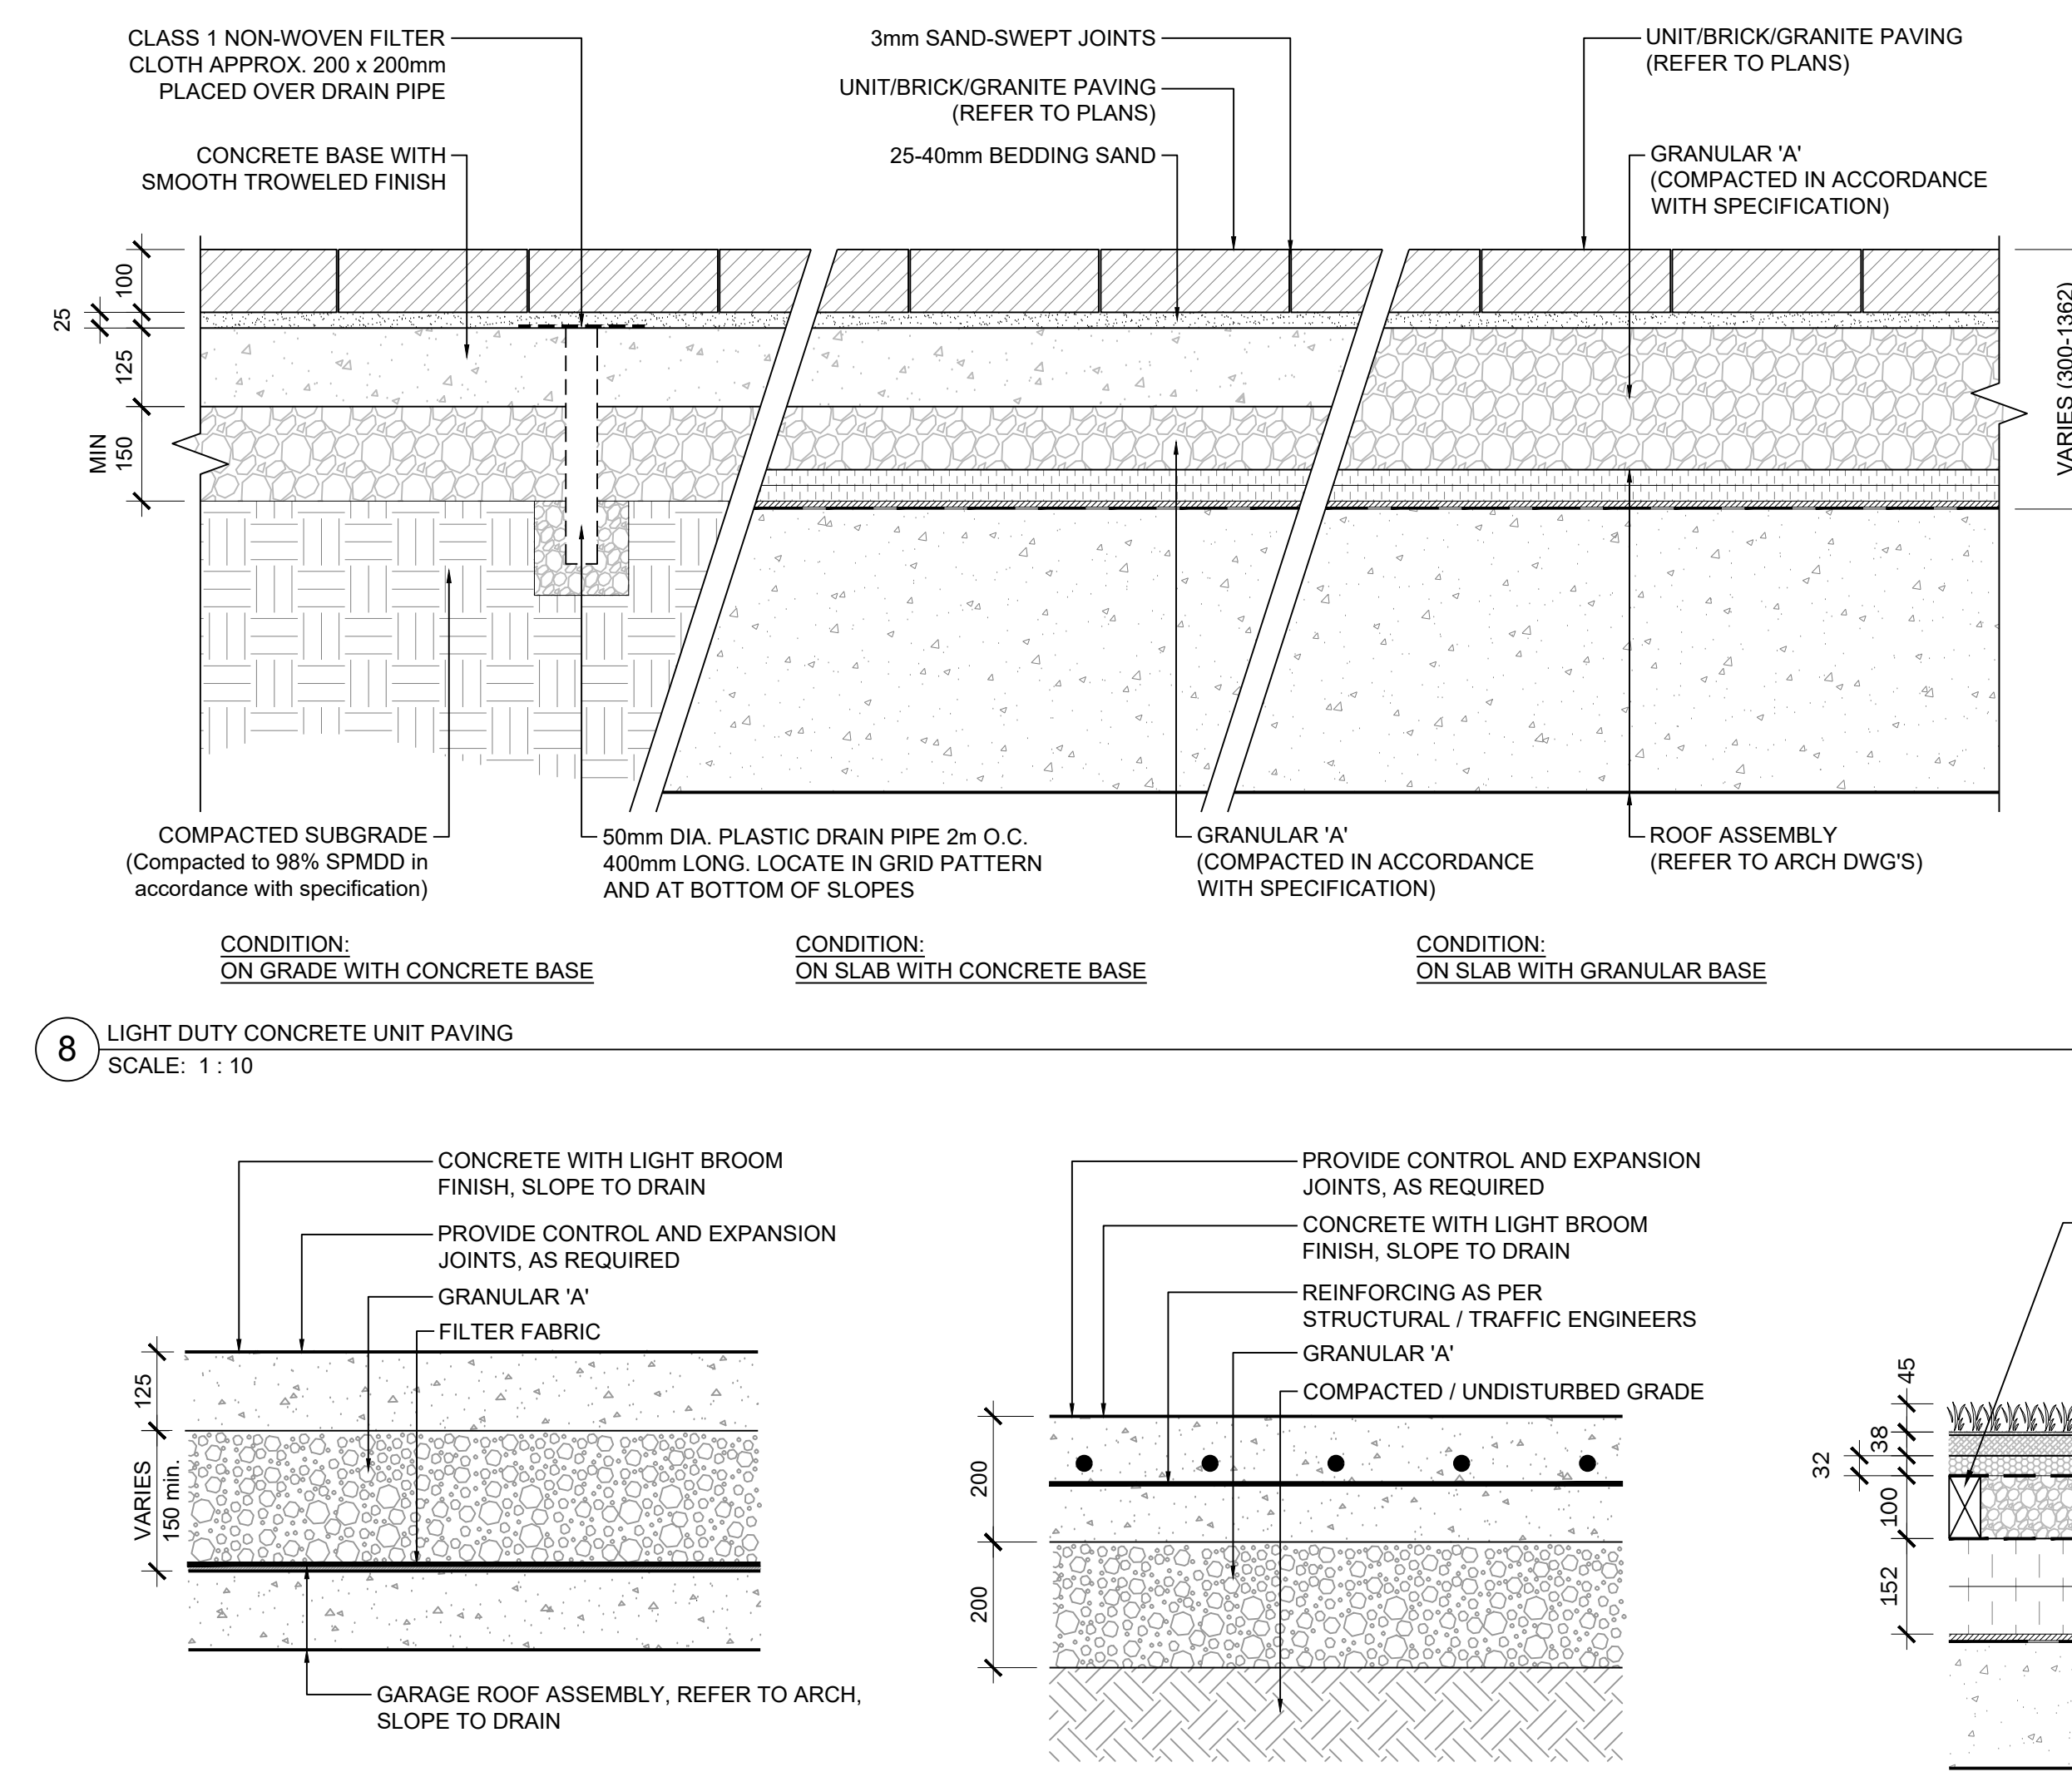 CLASS 1 NON-WOVEN FILTER
CLOTH APPROX. 200 x 200mm
PLACED OVER DRAIN PIPE
CONCRETE BASE WITH
SMOOTH TROWELED FINISH
3mm SAND-SWEPT JOINTS
UNIT/BRICK/GRANITE PAVING
(REFER TO PLANS)
25-40mm BEDDING SAND
UNIT/BRICK/GRANITE PAVING
(REFER TO PLANS)
GRANULAR 'A'
(COMPACTED IN ACCORDANCE
WITH SPECIFICATION)
100
25
125
MIN
150
VARIES (300-1362)
COMPACTED SUBGRADE
(Compacted to 98% SPMDD in
accordance with specification)
50mm DIA. PLASTIC DRAIN PIPE 2m O.C.
400mm LONG. LOCATE IN GRID PATTERN
AND AT BOTTOM OF SLOPES
GRANULAR 'A'
(COMPACTED IN ACCORDANCE
WITH SPECIFICATION)
ROOF ASSEMBLY
(REFER TO ARCH DWG'S)
CONDITION:
ON GRADE WITH CONCRETE BASE
CONDITION:
ON SLAB WITH CONCRETE BASE
CONDITION:
ON SLAB WITH GRANULAR BASE
8
LIGHT DUTY CONCRETE UNIT PAVING
SCALE: 1 : 10
CONCRETE WITH LIGHT BROOM
FINISH, SLOPE TO DRAIN
PROVIDE CONTROL AND EXPANSION
JOINTS, AS REQUIRED
GRANULAR 'A'
FILTER FABRIC
125
VARIES
150 min.
GARAGE ROOF ASSEMBLY, REFER TO ARCH,
SLOPE TO DRAIN
PROVIDE CONTROL AND EXPANSION
JOINTS, AS REQUIRED
CONCRETE WITH LIGHT BROOM
FINISH, SLOPE TO DRAIN
REINFORCING AS PER
STRUCTURAL / TRAFFIC ENGINEERS
GRANULAR 'A'
COMPACTED / UNDISTURBED GRADE
200
200
45
38
32
100
152